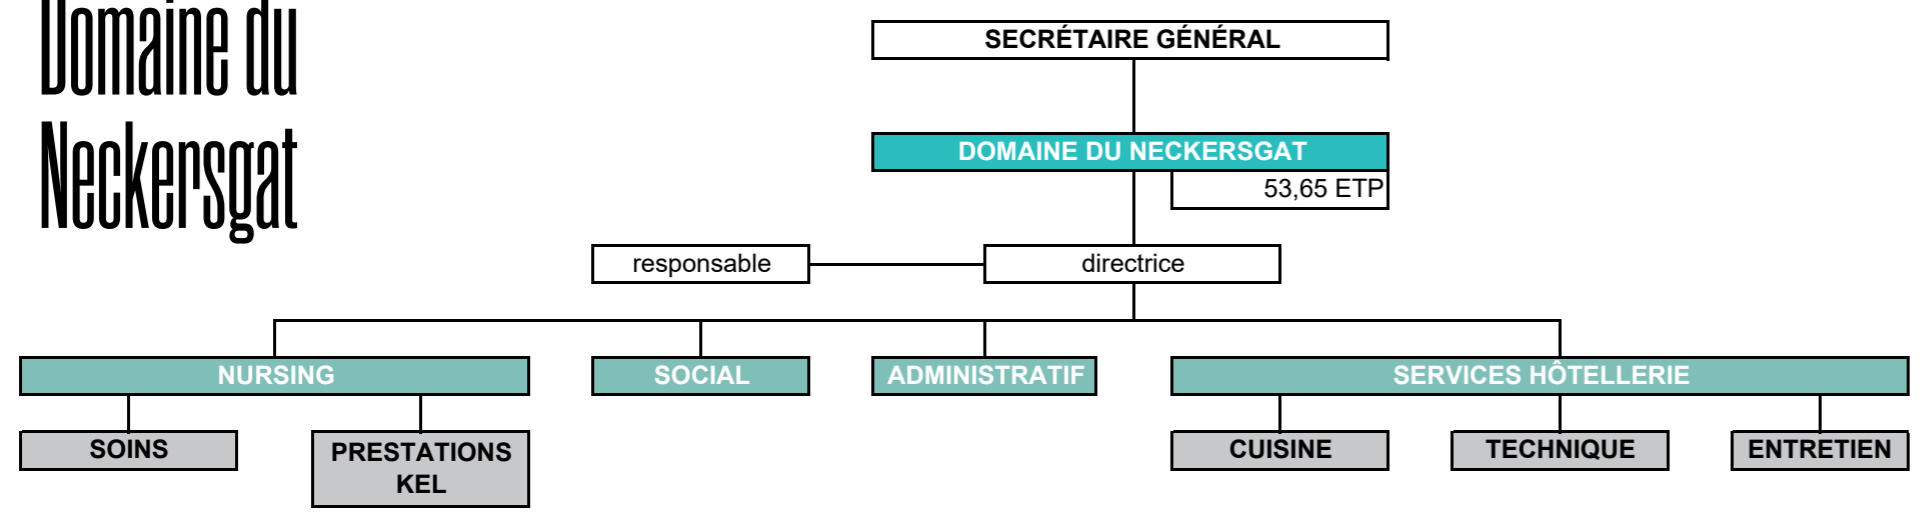 Domaine du
Neckersgat
SECRÉTAIRE GÉNÉRAL
DOMAINE DU NECKERSGAT
53,65 ETP
responsable
directrice
NURSING
SOCIAL
ADMINISTRATIF
SERVICES HÔTELLERIE
SOINS
PRESTATIONS
KEL
CUISINE
TECHNIQUE
ENTRETIEN